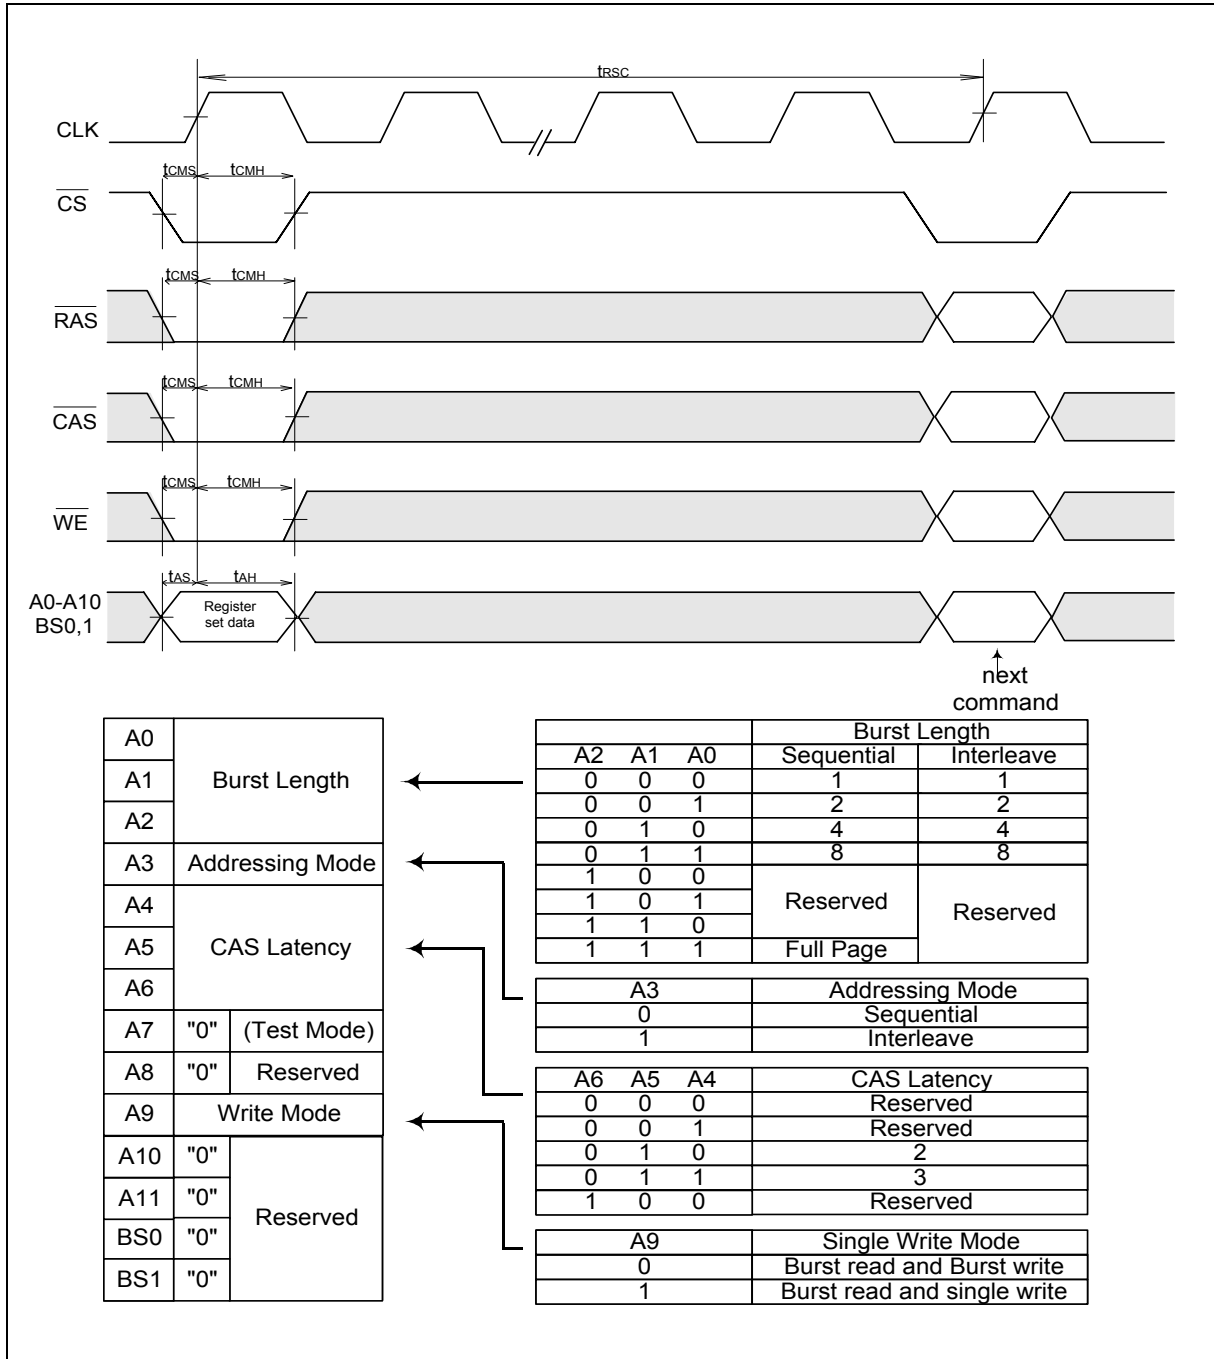 tRSC
CLK
tCMS tCMH
CS
tCMS tCMH
RAS
tCMS tCMH
CAS
tCMS tCMH
WE
tAS tAH
A0-A10
BS0,1
Register
set data
next
command
A0
A1 Burst Length
A2
A3 Addressing Mode
A4
A5 CAS Latency
A6
A7 "0" (Test Mode)
A8 "0" Reserved
A9 Write Mode
A10 "0"
A11 "0"
Reserved
BS0 "0"
BS1 "0"
Burst Length
A2 A1 A0 Sequential Interleave
0 0 0 1 1
0 0 1 2 2
0 1 0 4 4
0 1 1 8 8
1 0 0
1 0 1 Reserved Reserved
1 1 0
1 1 1 Full Page
A3 Addressing Mode
0 Sequential
1 Interleave
A6 A5 A4 CAS Latency
0 0 0 Reserved
0 0 1 Reserved
0 1 0 2
0 1 1 3
1 0 0 Reserved
A9 Single Write Mode
0 Burst read and Burst write
1 Burst read and single write